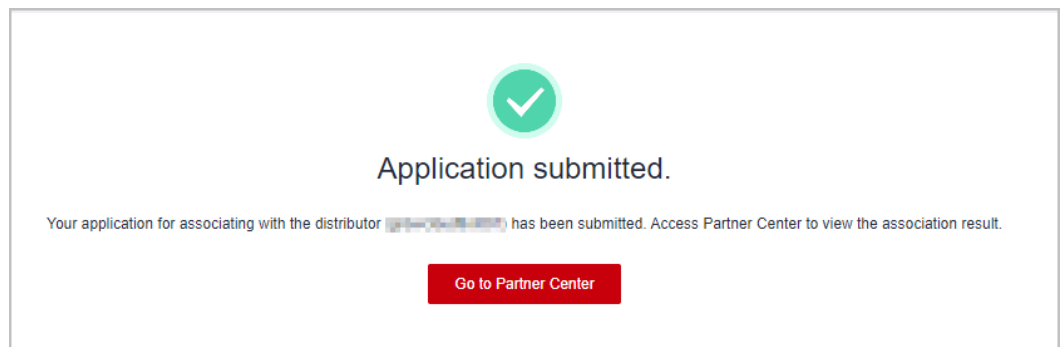 Application submitted.
Your application for associating with the distributor has been submitted. Access Partner Center to view the association result.
Go to Partner Center